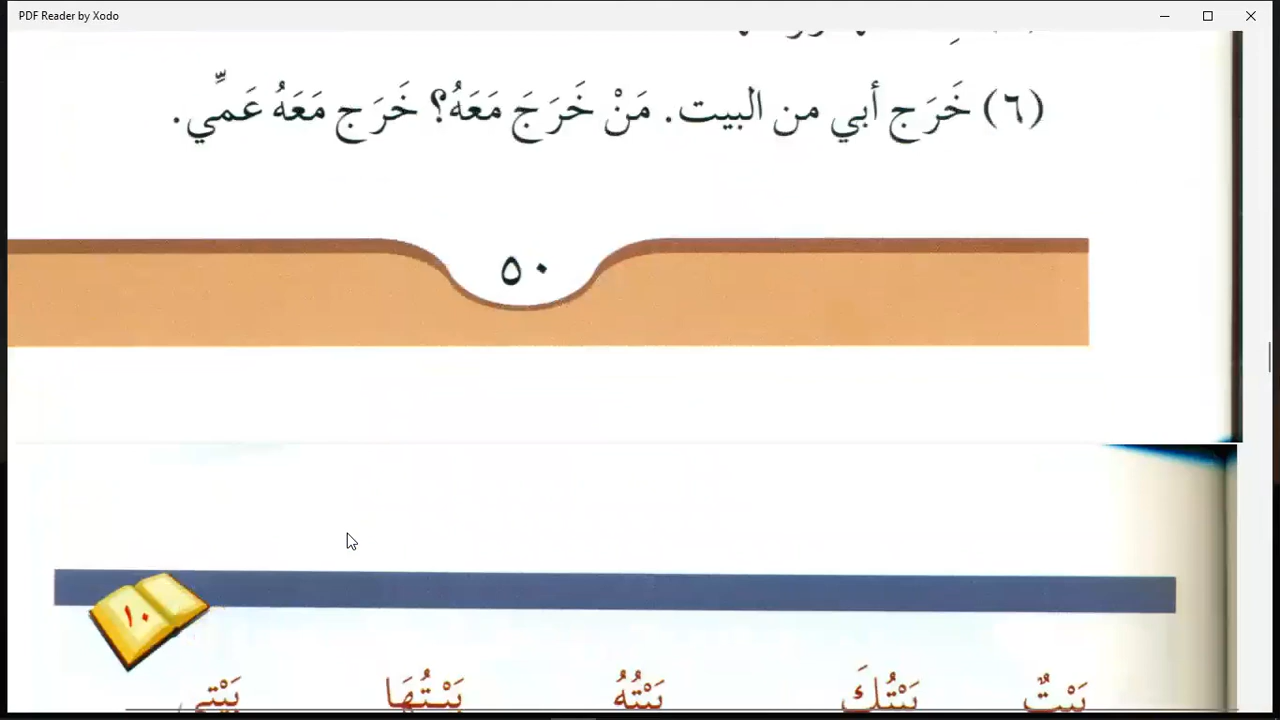 PDF Reader by Xodo
(٦) خَرَج أبي من البيت. مَنْ خَرَجَ مَعَهُ؟ خَرَج مَعَهُ عَمِّي.
٥٠
١٠
بَيْتٌ بَيْتُكَ بَيْتُهُ بَيْتُهَا بَيْتِي